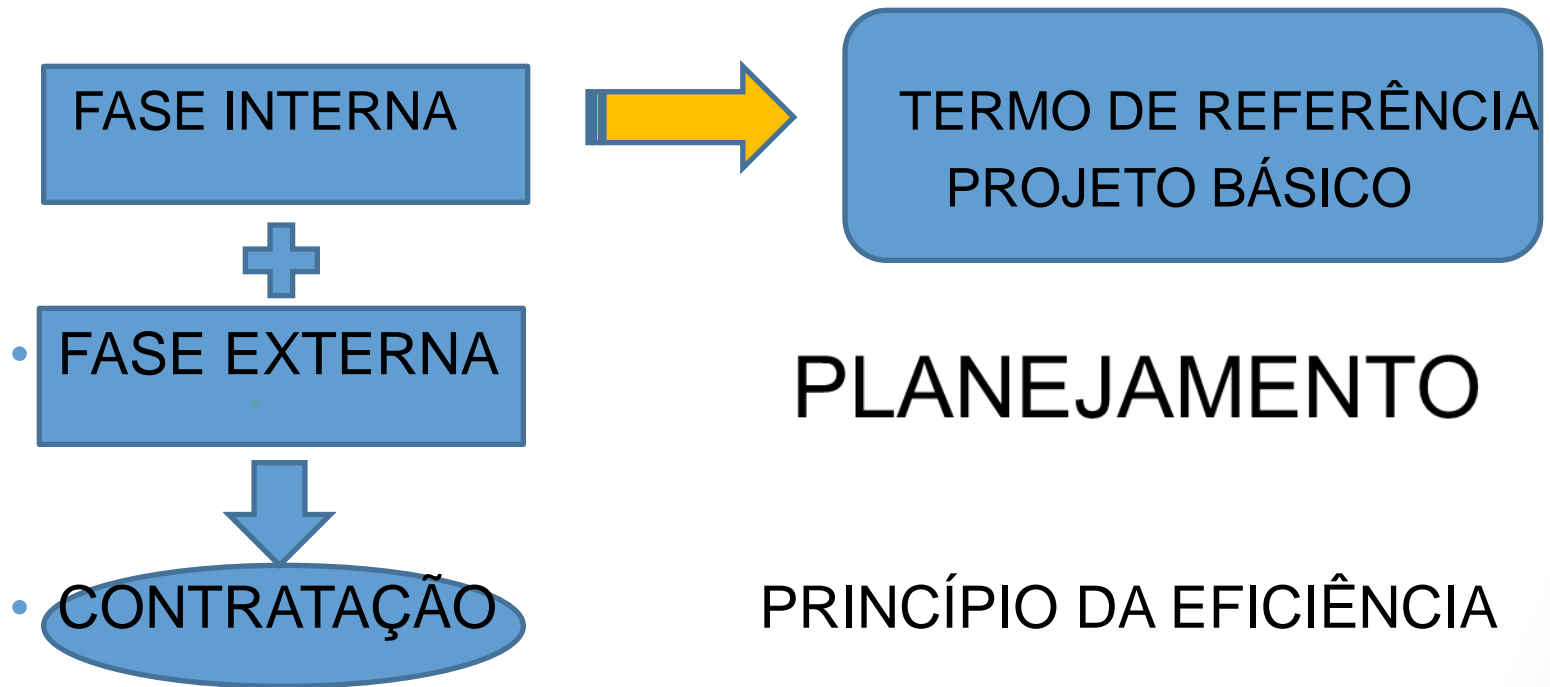 FASE INTERNA
TERMO DE REFERÊNCIA
PROJETO BÁSICO
• FASE EXTERNA
PLANEJAMENTO
• CONTRATAÇÃO
PRINCÍPIO DA EFICIÊNCIA